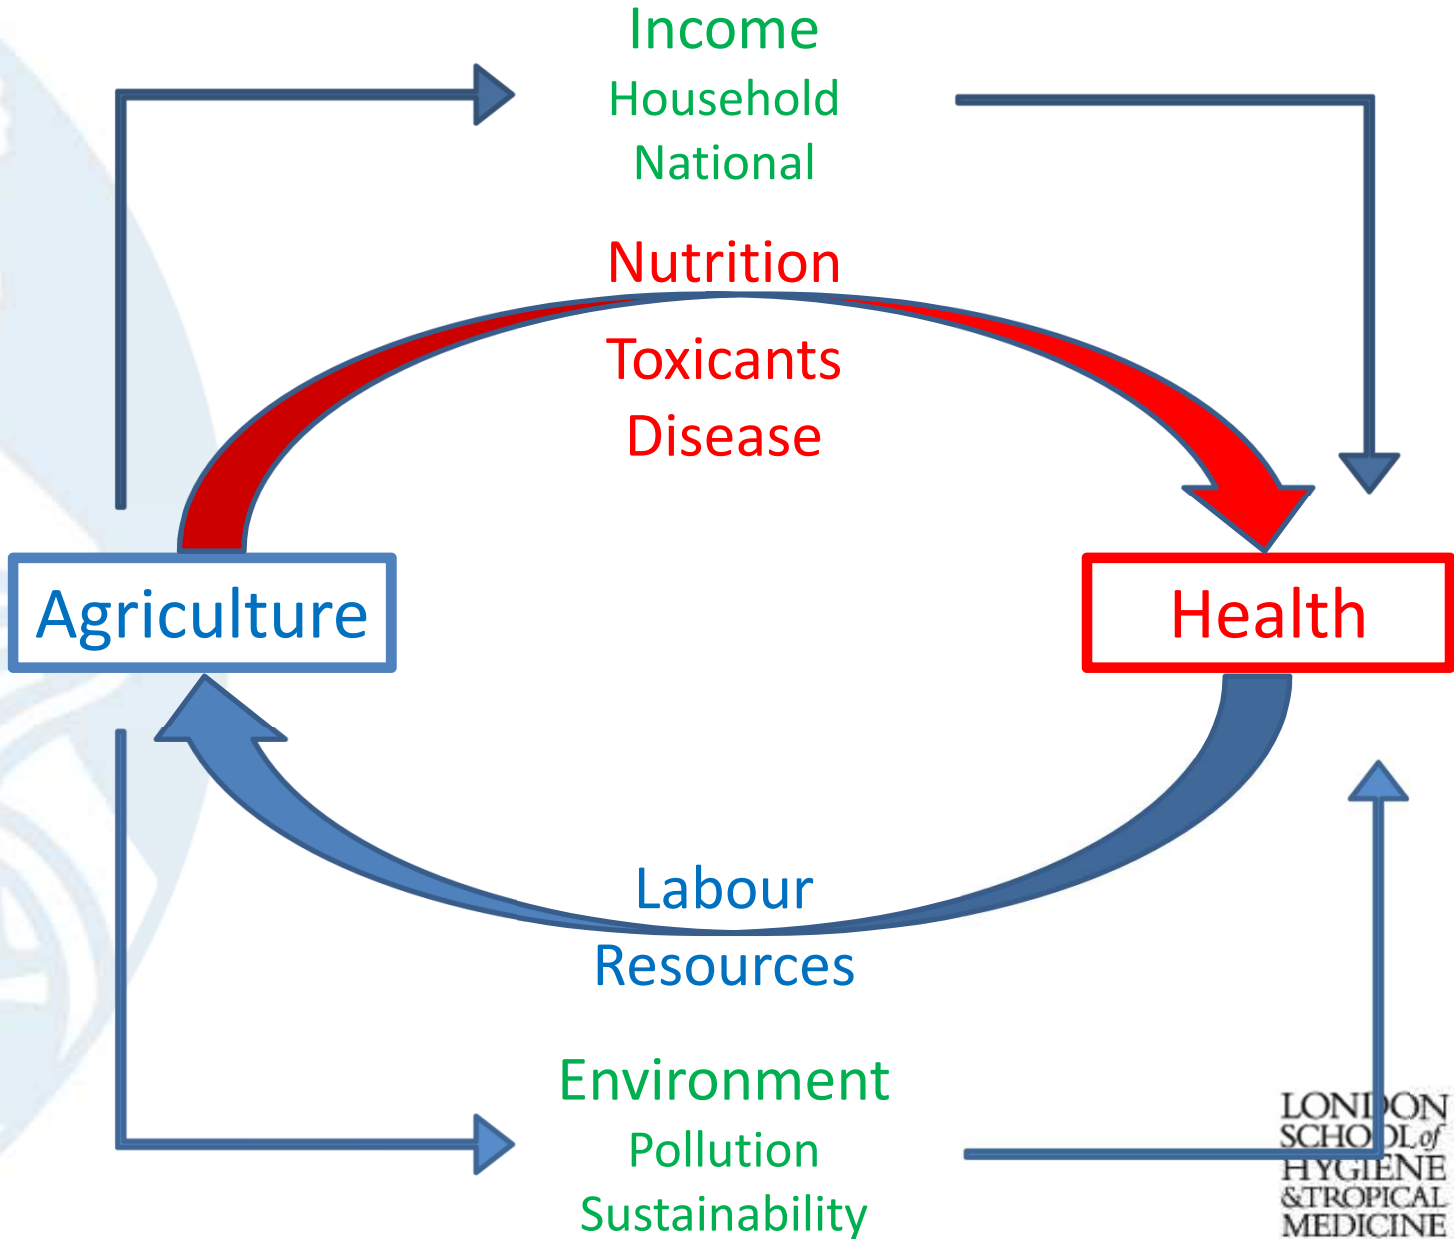 Income
Household
National
Nutrition
Toxicants
Disease
Agriculture
Health
Labour
Resources
Environment
Pollution
Sustainability
LONDON
SCHOOL of
HYGIENE
&TROPICAL
MEDICINE